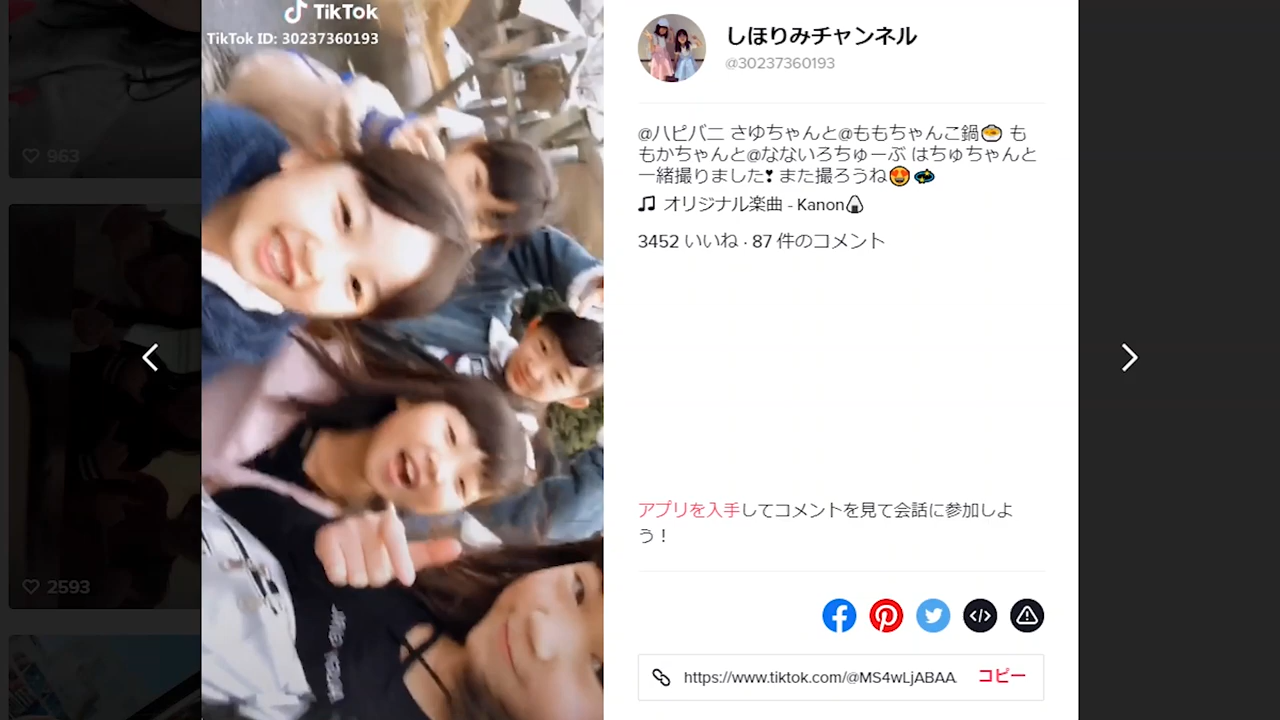 TikTok
TikTok ID: 30237360193
963
2593
しほりみチャンネル
@30237360193
@ハピバニ さゆちゃんと@ももちゃんこ鍋🍲 も
もかちゃんと@なないろちゅーぶ はちゅちゃんと
一緒撮りました❣ また撮ろうね😍💫
オリジナル楽曲 - Kanon🍙
3452 いいね · 87 件のコメント
アプリを入手してコメントを見て会話に参加しよ
う！
https://www.tiktok.com/@MS4wLjABAA
コピー